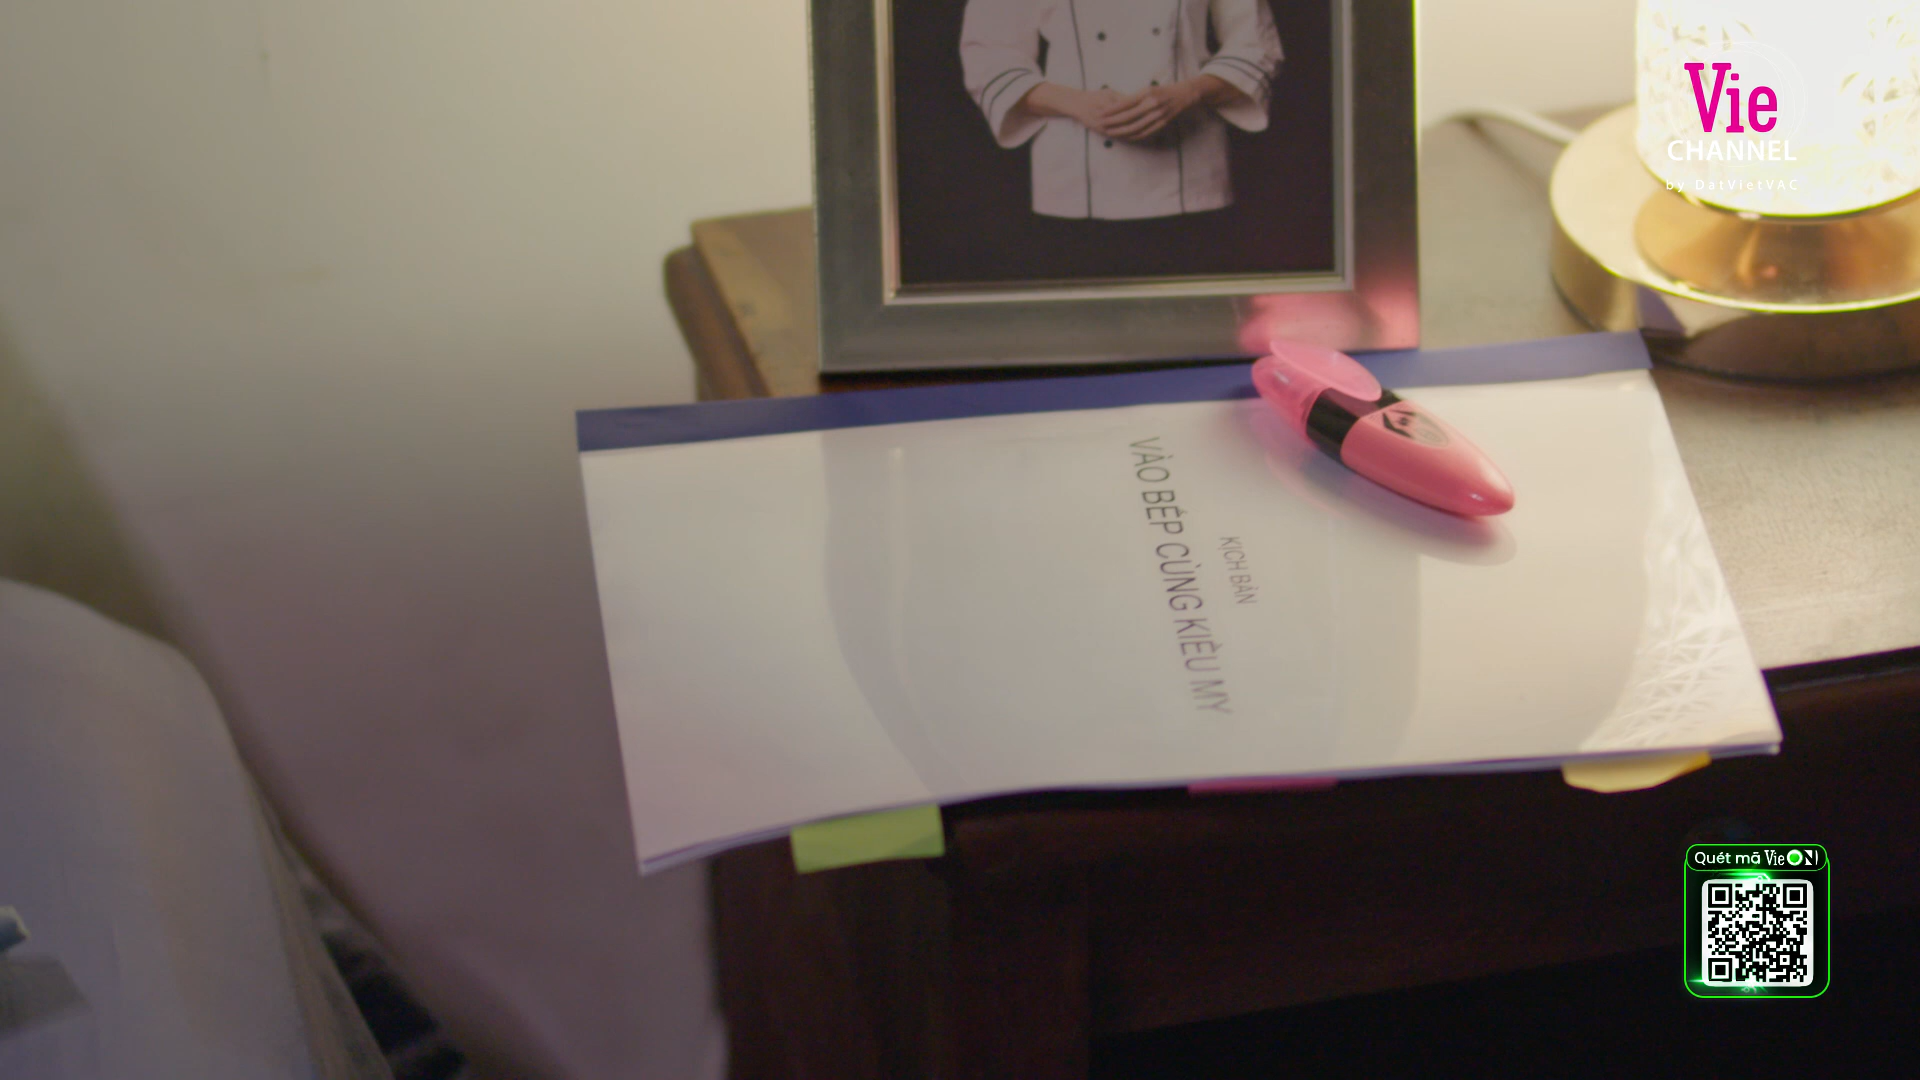 Vie
CHANNEL
by DatVietVAC
KỊCH BẢN
VÀO BẾP CÙNG KIỀU MY
Quét mã VieON